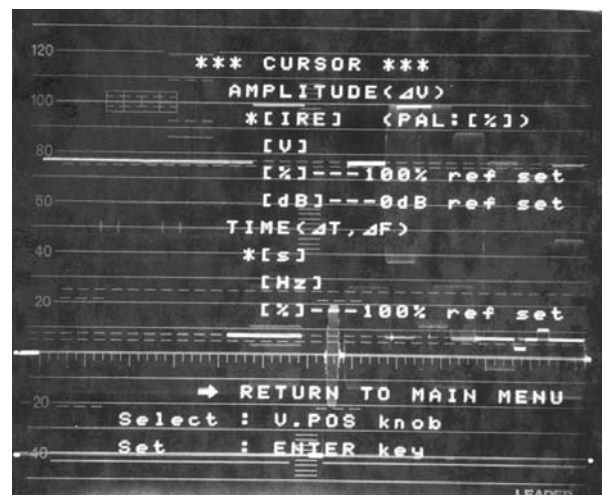 120
*** CURSOR ***
AMPLITUDE(⊿V)
100
*[IRE] (PAL:[%])
[V]
80
[%]---100% ref set
60
[dB]---0dB ref set
TIME(⊿T,⊿F)
40
*[s]
[Hz]
20
[%]---100% ref set
➡ RETURN TO MAIN MENU
-20
Select : V.POS knob
Set : ENTER key
-40
LEADER